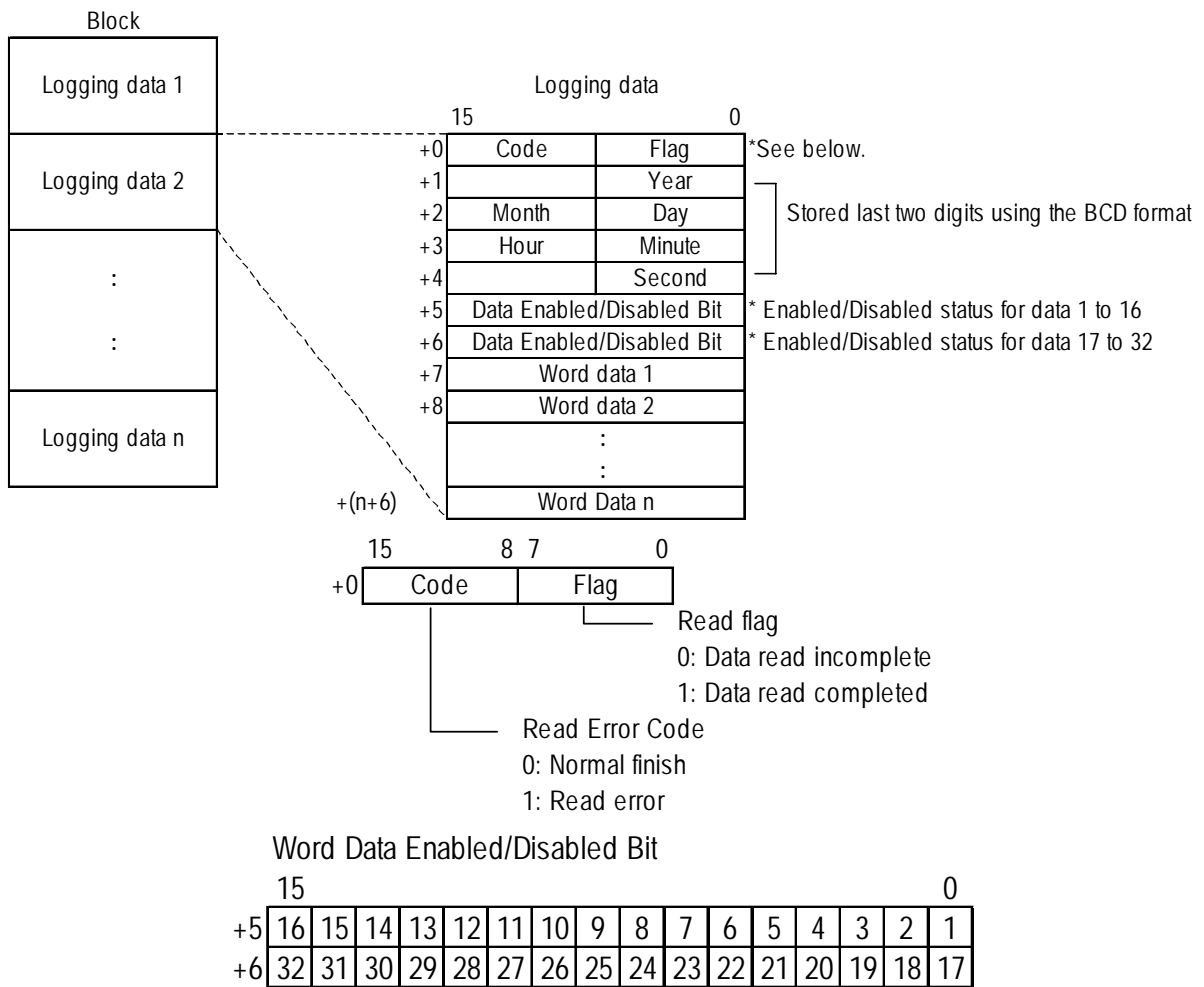 Block
Logging data 1
Logging data 2
:
:
Logging data n
Logging data
15 0
+0 Code Flag *See below.
+1 Year
+2 Month Day Stored last two digits using the BCD format
+3 Hour Minute
+4 Second
+5 Data Enabled/Disabled Bit * Enabled/Disabled status for data 1 to 16
+6 Data Enabled/Disabled Bit * Enabled/Disabled status for data 17 to 32
+7 Word data 1
+8 Word data 2
:
:
+(n+6) Word Data n
15 8 7 0
+0 Code Flag
Read flag
0: Data read incomplete
1: Data read completed
Read Error Code
0: Normal finish
1: Read error
Word Data Enabled/Disabled Bit
15 0
+5 16 15 14 13 12 11 10 9 8 7 6 5 4 3 2 1
+6 32 31 30 29 28 27 26 25 24 23 22 21 20 19 18 17